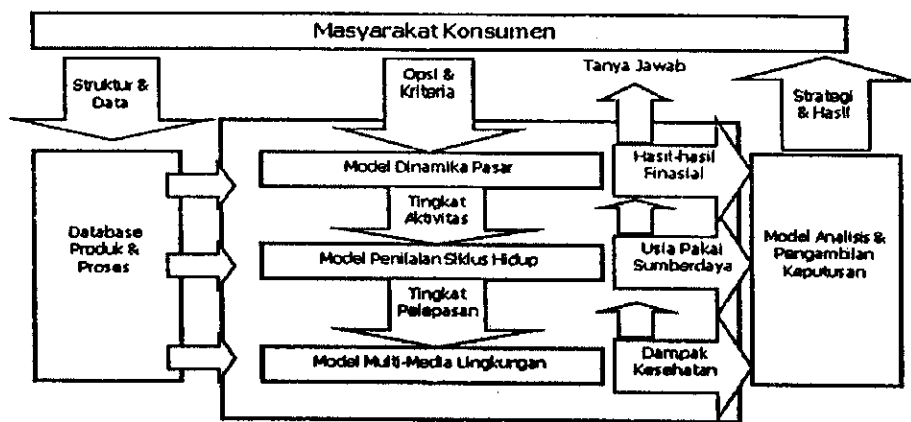 Masyarakat Konsumen
Struktur &
Data
Opsi &
Kriteria
Tanya Jawab
Strategi
& Hasil
Model Dinamika Pasar
Hasil-hasil
Finasial
Tingkat
Aktivitas
Database
Produk &
Proses
Model Penilaian Siklus Hidup
Usia Pakai
Sumberdaya
Model Analisis &
Pengambilan
Keputusan
Tingkat
Pelepasan
Model Multi-Media Lingkungan
Dampak
Kesehatan